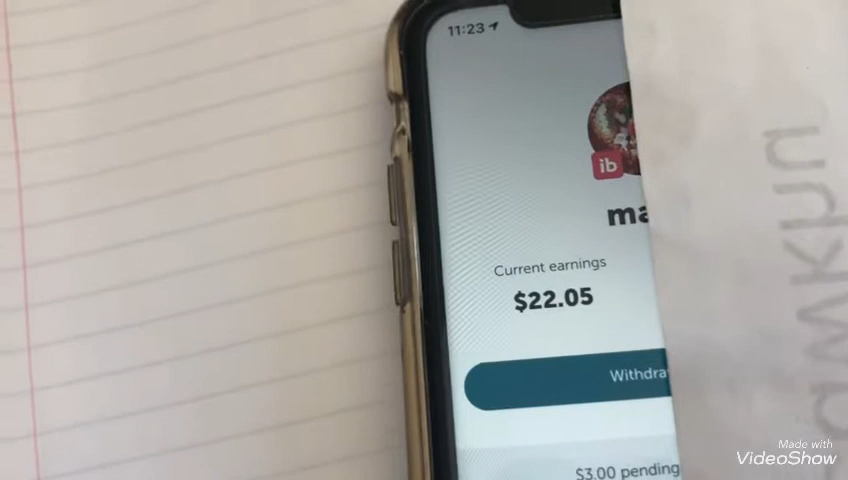 11:23
ib
ma
Current earnings
$22.05
Withdra
$3.00 pending
Made with
VideoShow